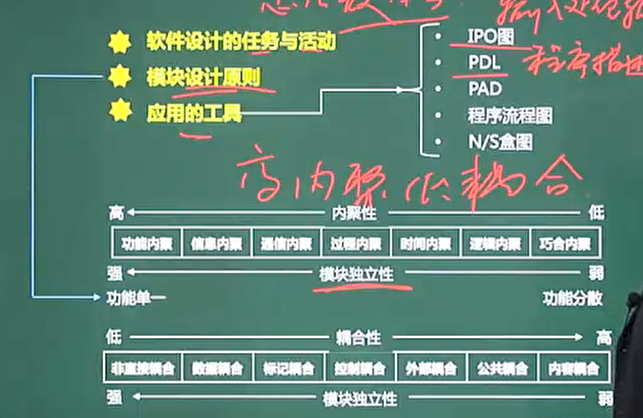 软件设计的任务与活动
模块设计原则
应用的工具
IPO图
PDL 程序描述
PAD
程序流程图
N/S盒图
高内聚低耦合
高 内聚性 低
功能内聚 信息内聚 通信内聚 过程内聚 时间内聚 逻辑内聚 巧合内聚
强 模块独立性 弱
功能单一 功能分散
低 耦合性 高
非直接耦合 数据耦合 标记耦合 控制耦合 外部耦合 公共耦合 内容耦合
强 模块独立性 弱